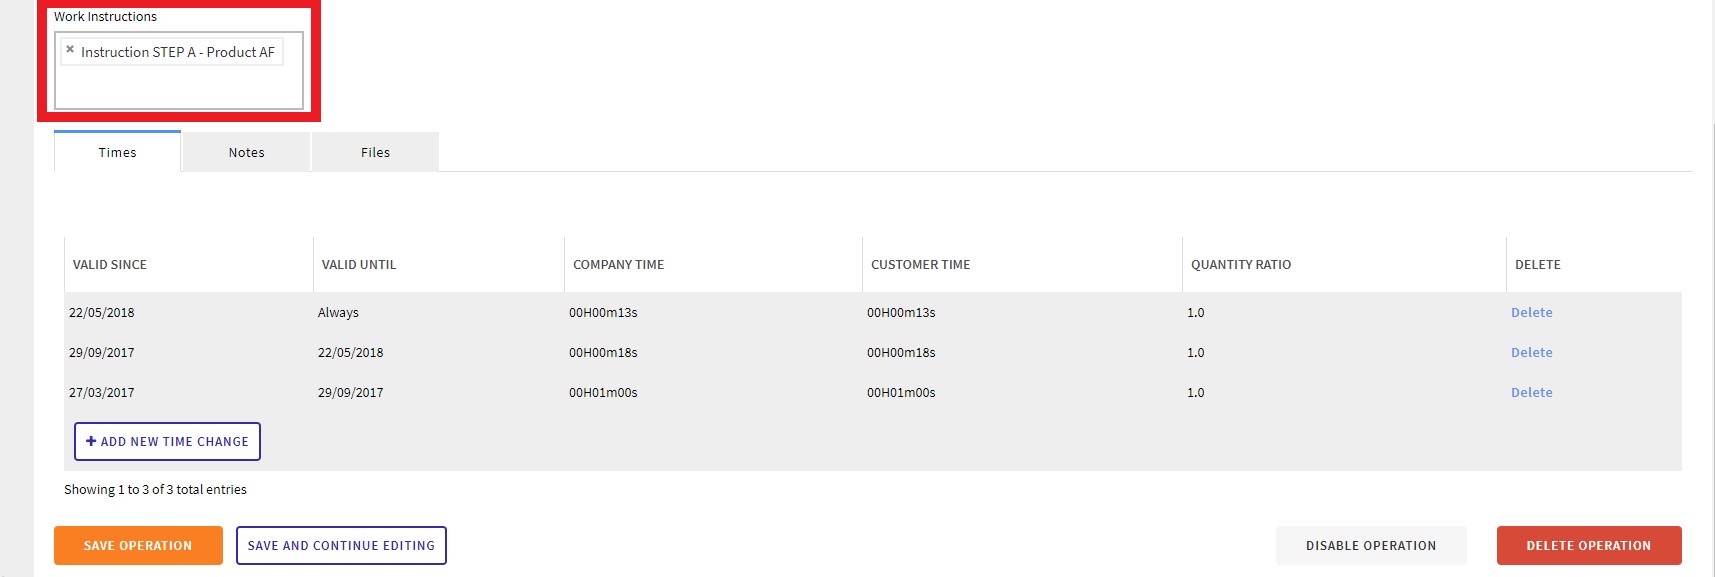 Work Instructions
× Instruction STEP A - Product AF
Times Notes Files
VALID SINCE VALID UNTIL COMPANY TIME CUSTOMER TIME QUANTITY RATIO DELETE
22/05/2018 Always 00H00m13s 00H00m13s 1.0 Delete
29/09/2017 22/05/2018 00H00m18s 00H00m18s 1.0 Delete
27/03/2017 29/09/2017 00H01m00s 00H01m00s 1.0 Delete
+ ADD NEW TIME CHANGE
Showing 1 to 3 of 3 total entries
SAVE OPERATION SAVE AND CONTINUE EDITING DISABLE OPERATION DELETE OPERATION